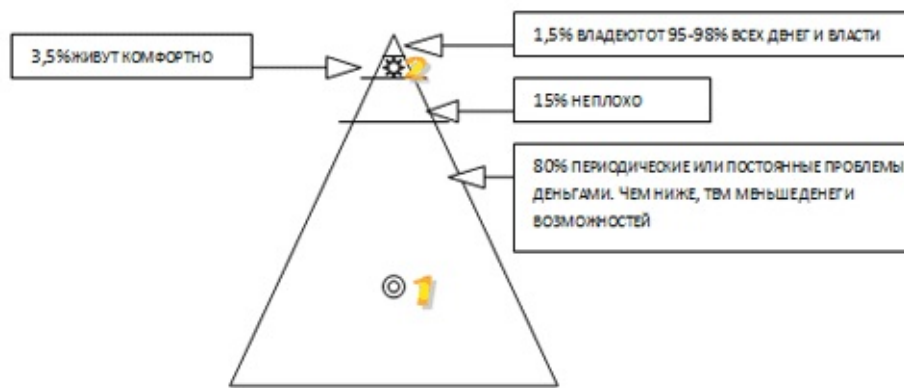 1,5% ВЛАДЕЮТ ОТ 95-98% ВСЕХ ДЕНЕГ И ВЛАСТИ
3,5% ЖИВУТ КОМФОРТНО
2
15% НЕПЛОХО
80% ПЕРИОДИЧЕСКИЕ ИЛИ ПОСТОЯННЫЕ ПРОБЛЕМЫ
ДЕНЬГАМИ. ЧЕМ НИЖЕ, ТЕМ МЕНЬШЕ ДЕНЕГ И
ВОЗМОЖНОСТЕЙ
1